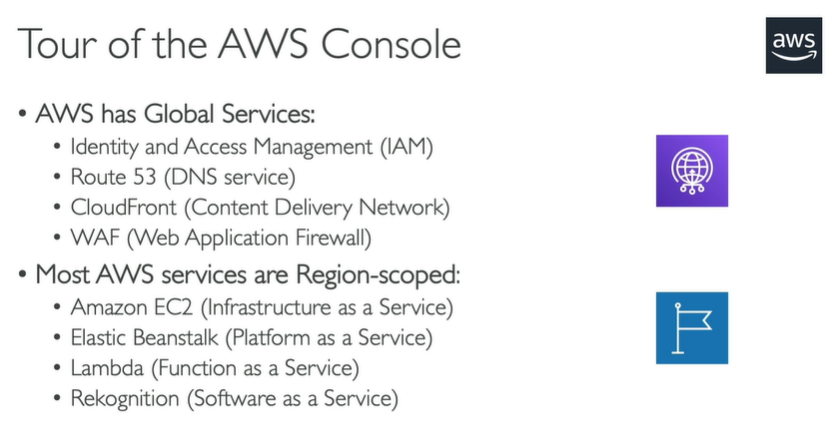 Tour of the AWS Console
aws
• AWS has Global Services:
• Identity and Access Management (IAM)
• Route 53 (DNS service)
• CloudFront (Content Delivery Network)
• WAF (Web Application Firewall)
• Most AWS services are Region-scoped:
• Amazon EC2 (Infrastructure as a Service)
• Elastic Beanstalk (Platform as a Service)
• Lambda (Function as a Service)
• Rekognition (Software as a Service)